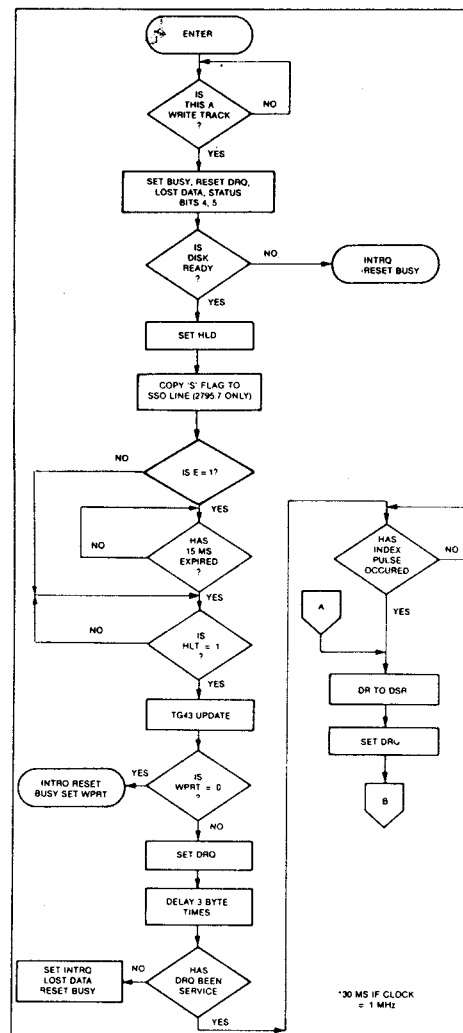 ENTER
IS
THIS A
WRITE TRACK
?
NO
YES
SET BUSY, RESET DRQ,
LOST DATA, STATUS
BITS 4, 5
IS
DISK
READY
?
NO
INTRQ
RESET BUSY
YES
SET HLD
COPY 'S' FLAG TO
SSO LINE (2795.7 ONLY)
NO
IS E = 1?
YES
HAS
15 MS
EXPIRED
?
NO
YES
IS
HLT = 1
?
NO
YES
TG43 UPDATE
IS
WPRT = 0
?
YES
INTRQ RESET
BUSY SET WPRT
NO
SET DRQ
DELAY 3 BYTE
TIMES
HAS
DRQ BEEN
SERVICE
NO
SET INTRQ
LOST DATA
RESET BUSY
YES
HAS
INDEX
PULSE
OCCURED
NO
YES
A
DR TO DSR
SET DRQ
B
*30 MS IF CLOCK
= 1 MHz